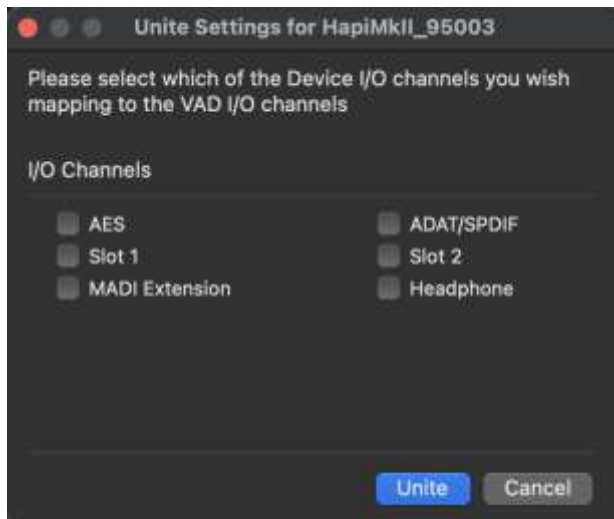 Unite Settings for HapiMkII_95003
Please select which of the Device I/O channels you wish
mapping to the VAD I/O channels
I/O Channels
AES
ADAT/SPDIF
Slot 1
Slot 2
MADI Extension
Headphone
Unite
Cancel